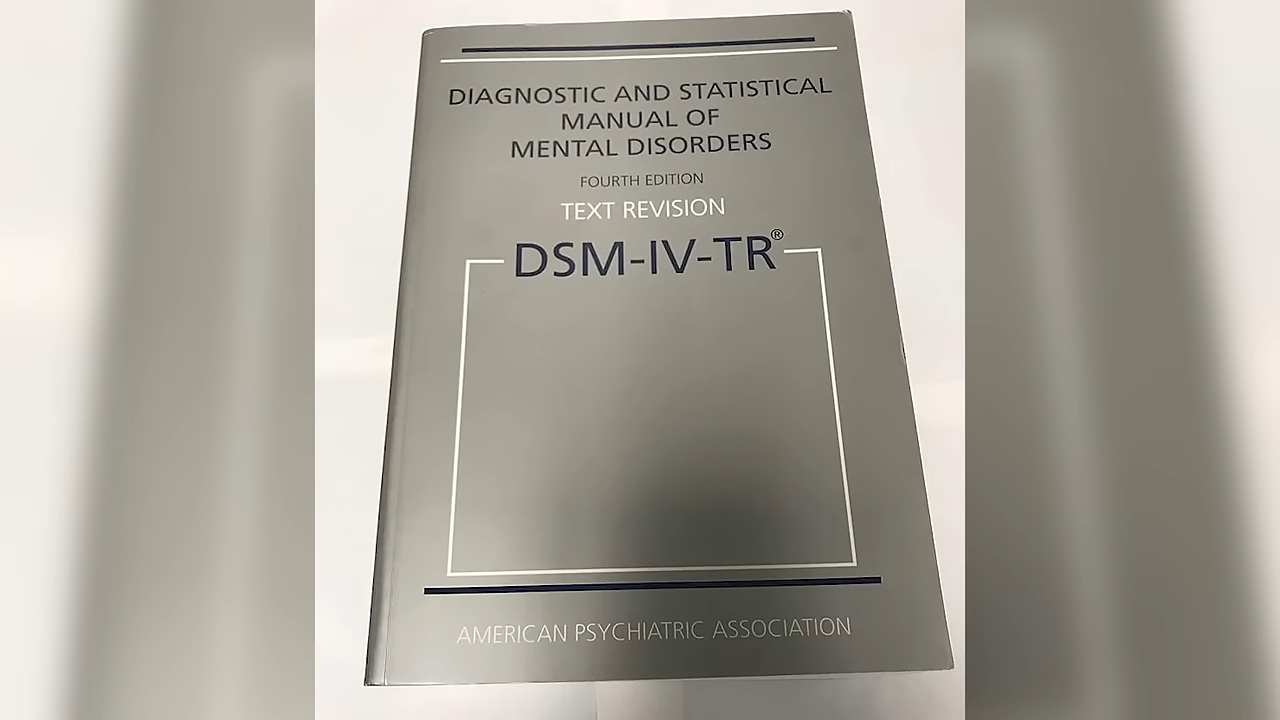 DIAGNOSTIC AND STATISTICAL
MANUAL OF
MENTAL DISORDERS
FOURTH EDITION
TEXT REVISION
DSM-IV-TR®
AMERICAN PSYCHIATRIC ASSOCIATION